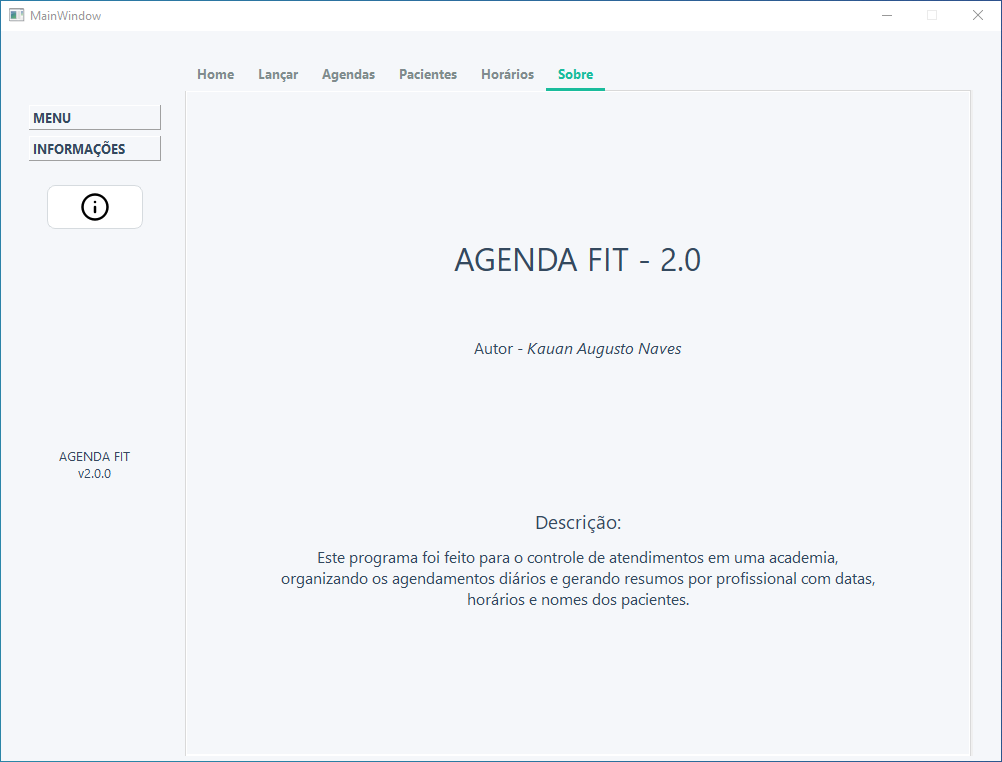 MainWindow
Home Lançar Agendas Pacientes Horários Sobre
MENU
INFORMAÇÕES
AGENDA FIT - 2.0
Autor - Kauan Augusto Naves
AGENDA FIT
v2.0.0
Descrição:
Este programa foi feito para o controle de atendimentos em uma academia,
organizando os agendamentos diários e gerando resumos por profissional com datas,
horários e nomes dos pacientes.